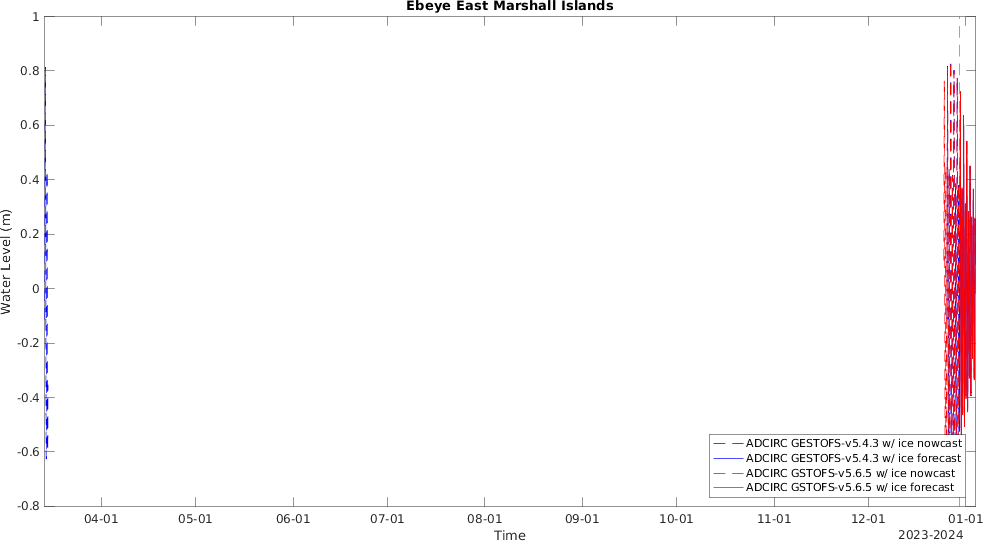 Ebeye East Marshall Islands
Water Level (m)
1
0.8
0.6
0.4
0.2
0
-0.2
-0.4
-0.6
-0.8
ADCIRC GESTOFS-v5.4.3 w/ ice nowcast
ADCIRC GESTOFS-v5.4.3 w/ ice forecast
ADCIRC GSTOFS-v5.6.5 w/ ice nowcast
ADCIRC GSTOFS-v5.6.5 w/ ice forecast
04-01 05-01 06-01 07-01 08-01 09-01 10-01 11-01 12-01 01-01
Time
2023-2024